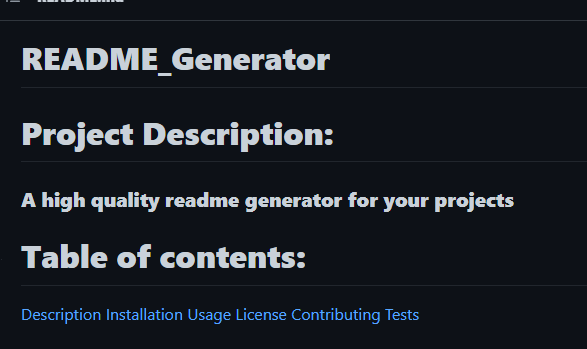 README_Generator
Project Description:
A high quality readme generator for your projects
Table of contents:
Description Installation Usage License Contributing Tests